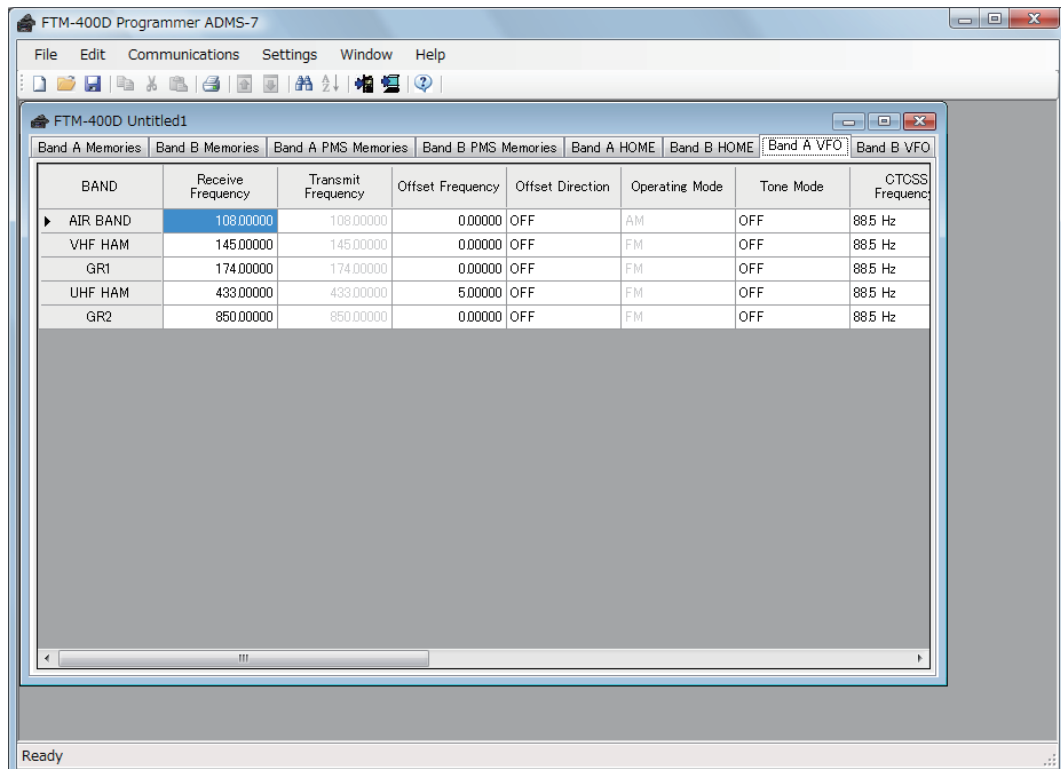 FTM-400D Programmer ADMS-7
File Edit Communications Settings Window Help
FTM-400D Untitled1
Band A Memories Band B Memories Band A PMS Memories Band B PMS Memories Band A HOME Band B HOME Band A VFO Band B VFO
BAND Receive Frequency Transmit Frequency Offset Frequency Offset Direction Operating Mode Tone Mode CTCSS Frequency
AIR BAND 108.00000 108.00000 0.00000 OFF AM OFF 88.5 Hz
VHF HAM 145.00000 145.00000 0.00000 OFF FM OFF 88.5 Hz
GR1 174.00000 174.00000 0.00000 OFF FM OFF 88.5 Hz
UHF HAM 433.00000 433.00000 5.00000 OFF FM OFF 88.5 Hz
GR2 850.00000 850.00000 0.00000 OFF FM OFF 88.5 Hz
Ready